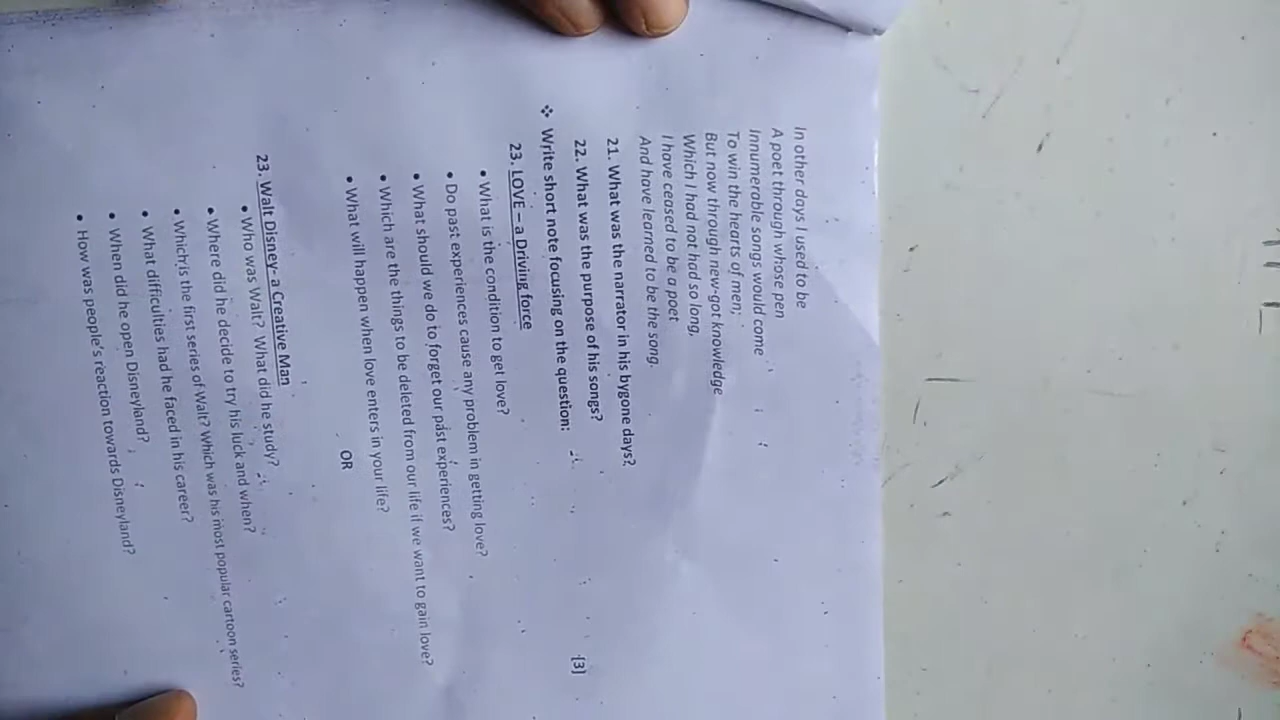 In other days I used to be
A poet through whose pen
Innumerable songs would come
To win the hearts of men;
But now through new-got knowledge
Which I had not had so long,
I have ceased to be a poet
And have learned to be the song.
21. What was the narrator in his bygone days?
22. What was the purpose of his songs?
❖ Write short note focusing on the question: [3]
23. LOVE – a Driving force
• What is the condition to get love?
• Do past experiences cause any problem in getting love?
• What should we do to forget our past experiences?
• Which are the things to be deleted from our life if we want to gain love?
• What will happen when love enters in your life?
OR
23. Walt Disney- a Creative Man
• Who was Walt? What did he study?
• Where did he decide to try his luck and when?
• Which is the first series of Walt? Which was his most popular cartoon series?
• What difficulties had he faced in his career?
• When did he open Disneyland?
• How was people's reaction towards Disneyland?